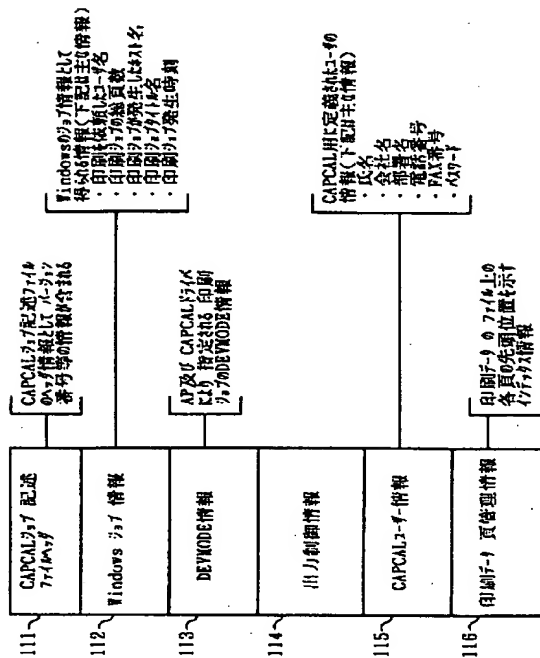 111
CAPCALジョブ 記述
ファイルヘッダ
CAPCALジョブ記述ファイル
のヘッダ情報として バージョン
番号等の情報が含まれる
112
Windows ジョブ 情報
Windowsのジョブ情報として
得られる情報(下記は主な情報)
・印刷を依頼したユーザ名
・印刷ジョブの総頁数
・印刷ジョブが発生したホスト名
・印刷ジョブタイトル名
・印刷ジョブ発生時刻
113
DEVMODE情報
AP及び CAPCALドライバ
により 指定される 印刷
ジョブのDEVMODE情報
114
出力制御情報
115
CAPCALユーザー情報
CAPCAL用に定義されたユーザの
情報(下記は主な情報)
・氏名
・会社名
・部署名
・電話番号
・FAX番号
・パスワード
116
印刷データ 頁管理情報
印刷データ の ファイル上の
各頁の先頭位置を示す
インデックス情報